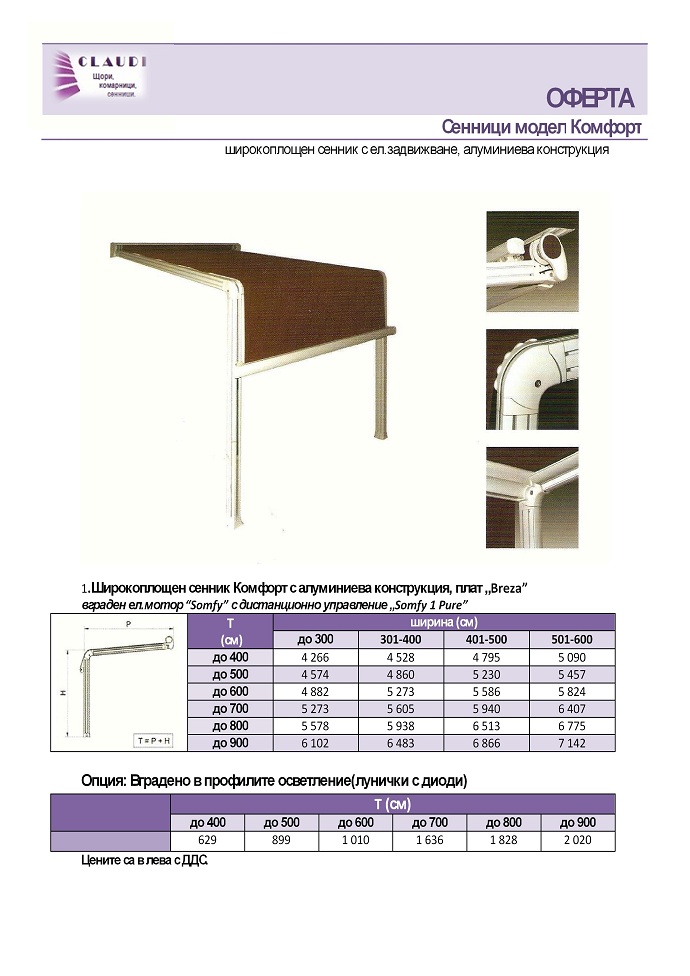 CLAUDI
Щори,
комарници,
сенници.
ОФЕРТА
Сенници модел Комфорт
широкоплощен сенник с ел.задвижване, алуминиева конструкция
1.Широкоплощен сенник Комфорт с алуминиева конструкция, плат „Breza”
вграден ел.мотор “Somfy” с дистанционно управление „Somfy 1 Pure”
P
H
T = P + H
T (см) ширина (см)
до 300 301-400 401-500 501-600
до 400 4 266 4 528 4 795 5 090
до 500 4 574 4 860 5 230 5 457
до 600 4 882 5 273 5 586 5 824
до 700 5 273 5 605 5 940 6 407
до 800 5 578 5 938 6 513 6 775
до 900 6 102 6 483 6 866 7 142
Опция: Вградено в профилите осветление(лунички с диоди)
T (см)
до 400 до 500 до 600 до 700 до 800 до 900
629 899 1 010 1 636 1 828 2 020
Цените са в лева с ДДС.